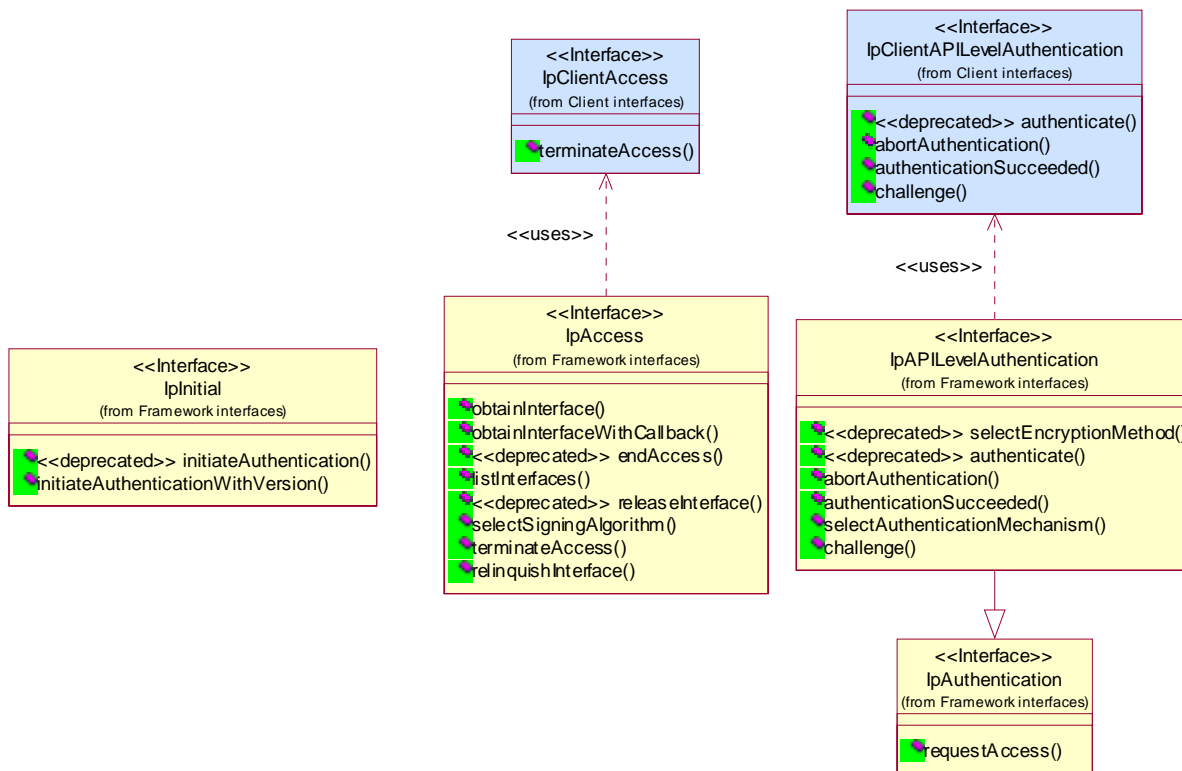 <<Interface>>
IpClientAccess
(from Client interfaces)
terminateAccess()
<<Interface>>
IpClientAPILevelAuthentication
(from Client interfaces)
<<deprecated>> authenticate()
abortAuthentication()
authenticationSucceeded()
challenge()
<<uses>>
<<uses>>
<<Interface>>
IpInitial
(from Framework interfaces)
<<deprecated>> initiateAuthentication()
initiateAuthenticationWithVersion()
<<Interface>>
IpAccess
(from Framework interfaces)
obtainInterface()
obtainInterfaceWithCallback()
<<deprecated>> endAccess()
listInterfaces()
<<deprecated>> releaseInterface()
selectSigningAlgorithm()
terminateAccess()
relinquishInterface()
<<Interface>>
IpAPILevelAuthentication
(from Framework interfaces)
<<deprecated>> selectEncryptionMethod()
<<deprecated>> authenticate()
abortAuthentication()
authenticationSucceeded()
selectAuthenticationMechanism()
challenge()
<<Interface>>
IpAuthentication
(from Framework interfaces)
requestAccess()